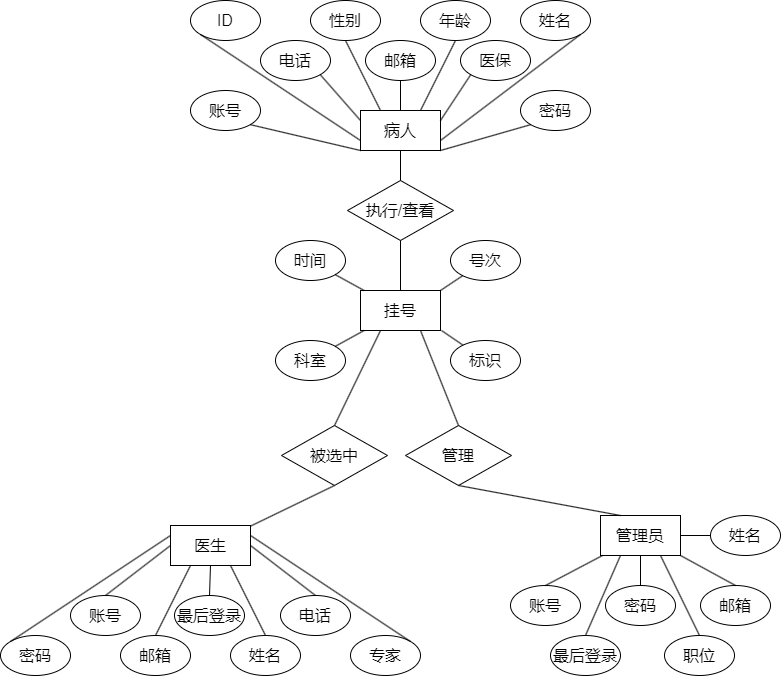 ID
性别
年龄
姓名
电话
邮箱
医保
账号
病人
密码
执行/查看
时间
号次
挂号
科室
标识
被选中
管理
医生
管理员
姓名
账号
最后登录
电话
账号
密码
邮箱
密码
邮箱
姓名
专家
最后登录
职位